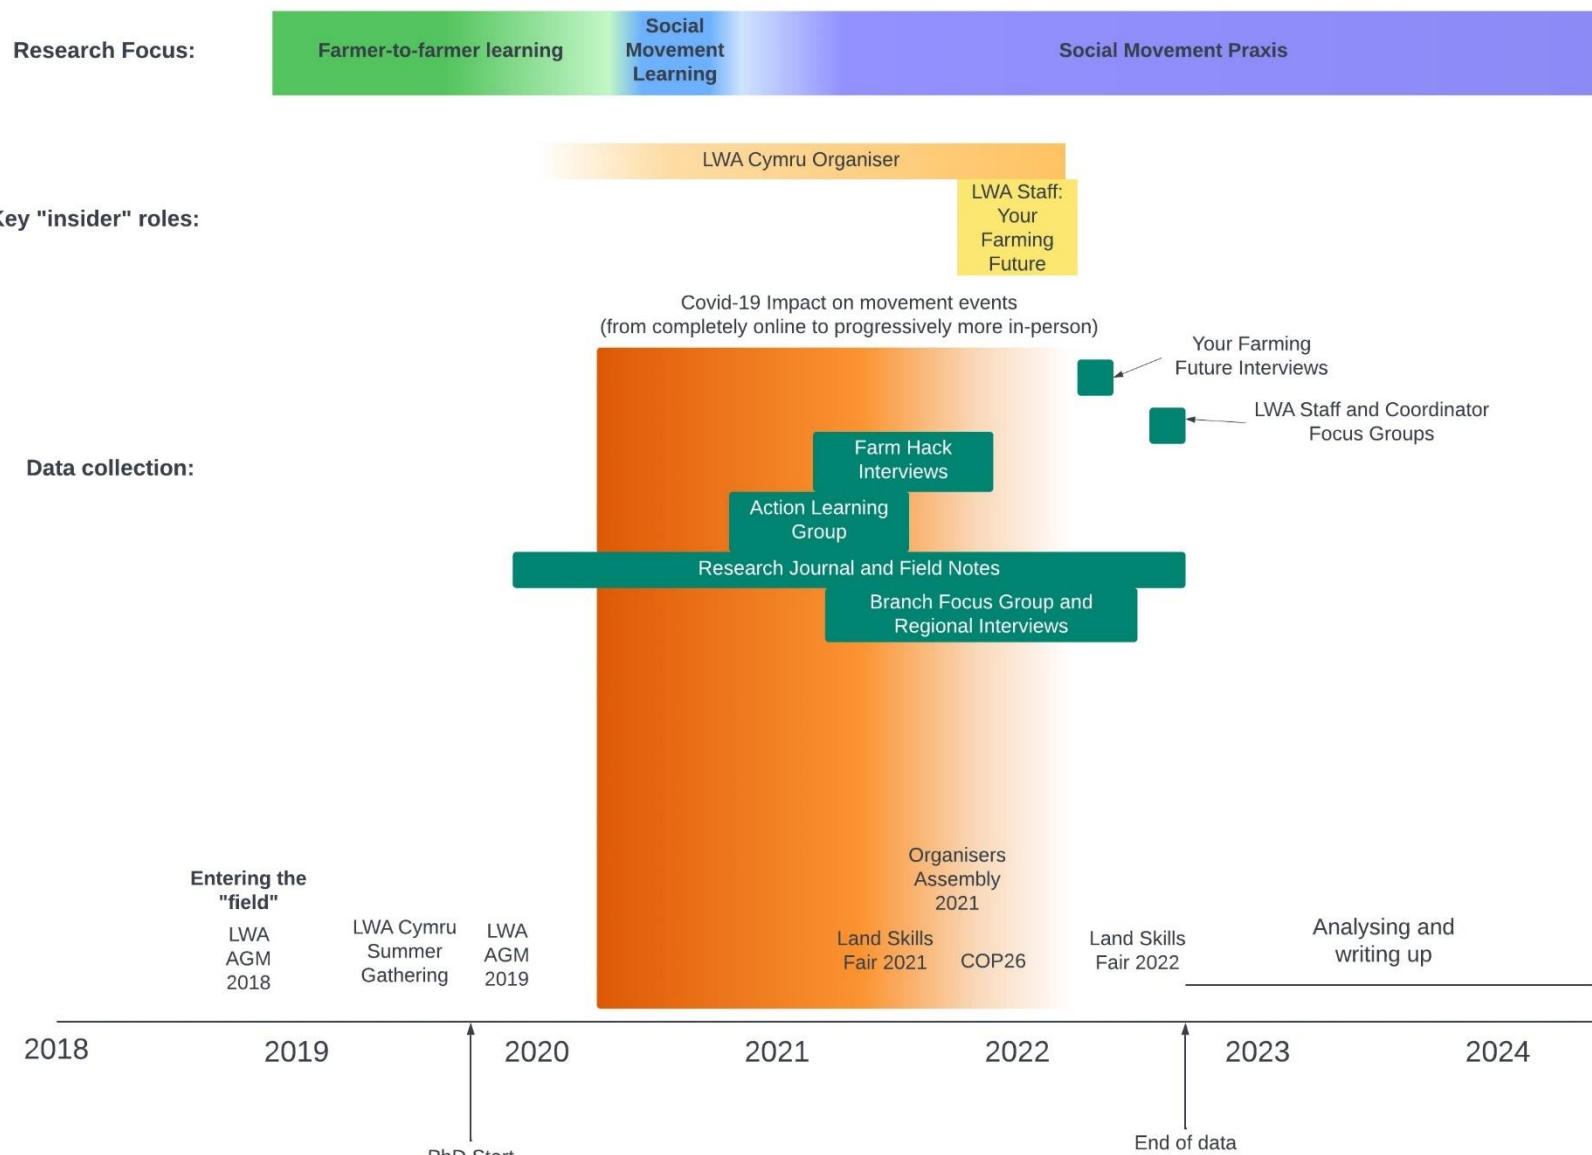 Research Focus:
Farmer-to-farmer learning
Social
Movement
Learning
Social Movement Praxis
Key "insider" roles:
LWA Cymru Organiser
LWA Staff:
Your
Farming
Future
Covid-19 Impact on movement events
(from completely online to progressively more in-person)
Your Farming
Future Interviews
LWA Staff and Coordinator
Focus Groups
Data collection:
Farm Hack
Interviews
Action Learning
Group
Research Journal and Field Notes
Branch Focus Group and
Regional Interviews
Entering the
"field"
LWA
AGM
2018
LWA Cymru
Summer
Gathering
LWA
AGM
2019
Organisers
Assembly
2021
Land Skills
Fair 2021
COP26
Land Skills
Fair 2022
Analysing and
writing up
2018
2019
2020
2021
2022
2023
2024
PhD Start
End of data